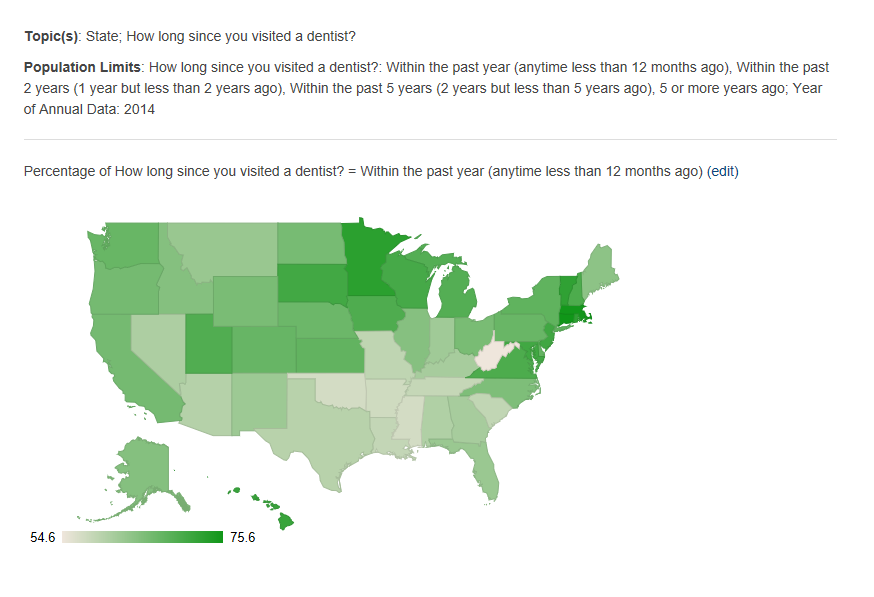 Topic(s): State; How long since you visited a dentist?
Population Limits: How long since you visited a dentist?: Within the past year (anytime less than 12 months ago), Within the past
2 years (1 year but less than 2 years ago), Within the past 5 years (2 years but less than 5 years ago), 5 or more years ago; Year
of Annual Data: 2014
Percentage of How long since you visited a dentist? = Within the past year (anytime less than 12 months ago) (edit)
54.6 75.6